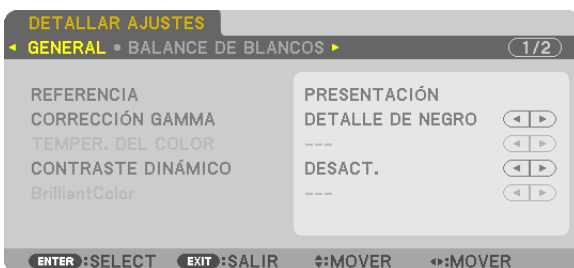 DETALLAR AJUSTES
GENERAL • BALANCE DE BLANCOS 1/2
REFERENCIA PRESENTACIÓN
CORRECCIÓN GAMMA DETALLE DE NEGRO
TEMPER. DEL COLOR ---
CONTRASTE DINÁMICO DESACT.
BrilliantColor ---
ENTER :SELECT EXIT :SALIR :MOVER :MOVER